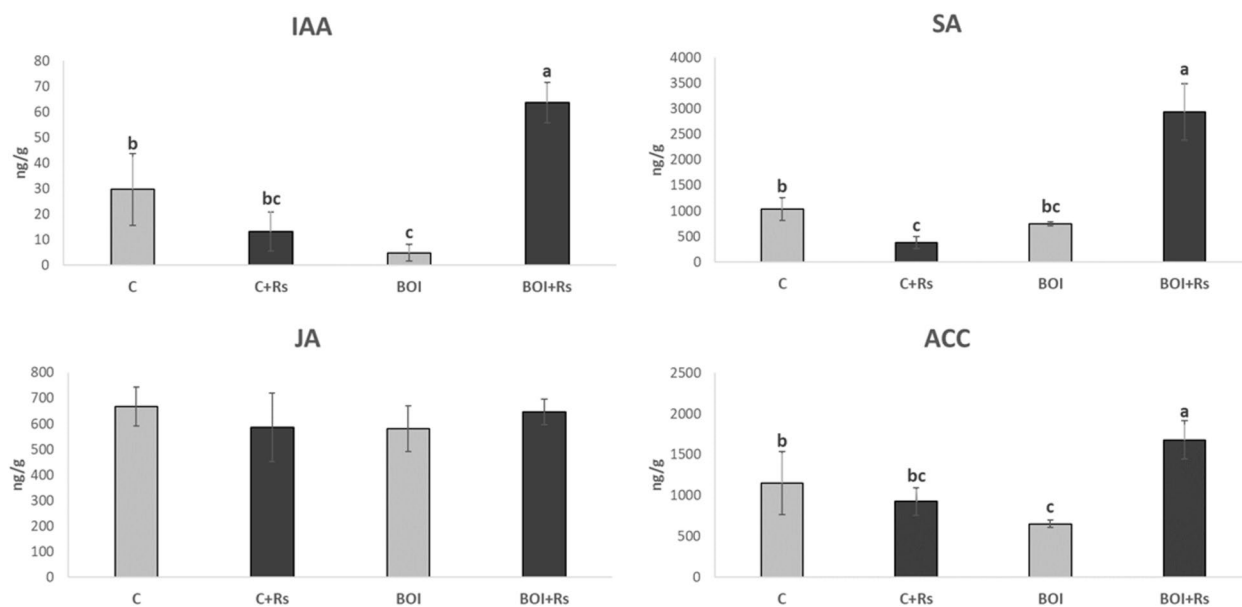 IAA
80
70
60
50
40
30
20
10
0
ng/g
b
bc
c
a
C
C+Rs
BOI
BOI+Rs
SA
4000
3500
3000
2500
2000
1500
1000
500
0
ng/g
b
c
bc
a
C
C+Rs
BOI
BOI+Rs
JA
800
700
600
500
400
300
200
100
0
ng/g
C
C+Rs
BOI
BOI+Rs
ACC
2500
2000
1500
1000
500
0
ng/g
b
bc
c
a
C
C+Rs
BOI
BOI+Rs